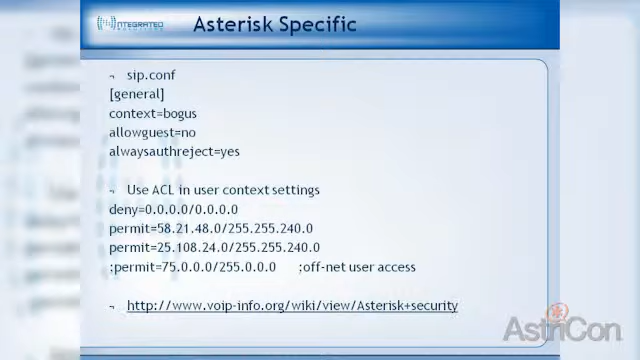 INTEGRATED
Asterisk Specific
¬ sip.conf
[general]
context=bogus
allowguest=no
alwaysauthreject=yes
¬ Use ACL in user context settings
deny=0.0.0.0/0.0.0.0
permit=58.21.48.0/255.255.240.0
permit=25.108.24.0/255.255.240.0
;permit=75.0.0.0/255.0.0.0 ;off-net user access
¬ http://www.voip-info.org/wiki/view/Asterisk+security
AstriCon